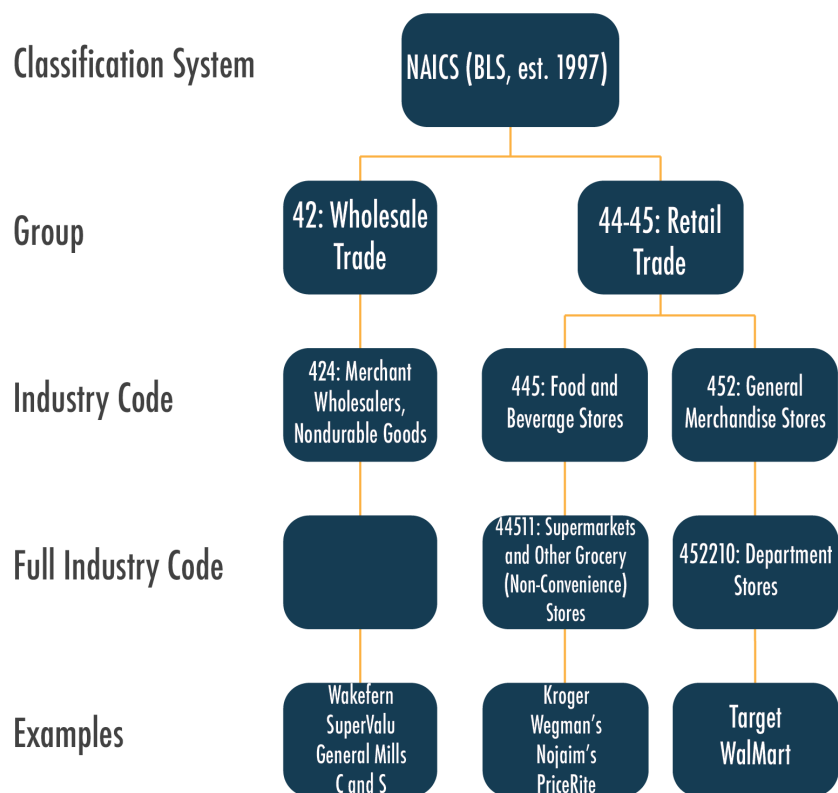 Classification System
NAICS (BLS, est. 1997)
Group
42: Wholesale
Trade
44-45: Retail
Trade
Industry Code
424: Merchant
Wholesalers,
Nondurable Goods
445: Food and
Beverage Stores
452: General
Merchandise Stores
Full Industry Code
44511: Supermarkets
and Other Grocery
(Non-Convenience)
Stores
452210: Department
Stores
Examples
Wakefern
SuperValu
General Mills
C and S
Kroger
Wegman’s
Nojaim’s
PriceRite
Target
WalMart